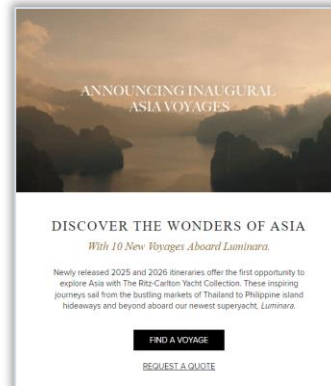 ANNOUNCING INAUGURAL
ASIA VOYAGES
DISCOVER THE WONDERS OF ASIA
With 10 New Voyages Aboard Luminara.
Newly released 2025 and 2026 itineraries offer the first opportunity to
explore Asia with The Ritz-Carlton Yacht Collection. These inspiring
journeys sail from the bustling markets of Thailand to Philippine island
hideaways and beyond aboard our newest superyacht, Luminara.
FIND A VOYAGE
REQUEST A QUOTE